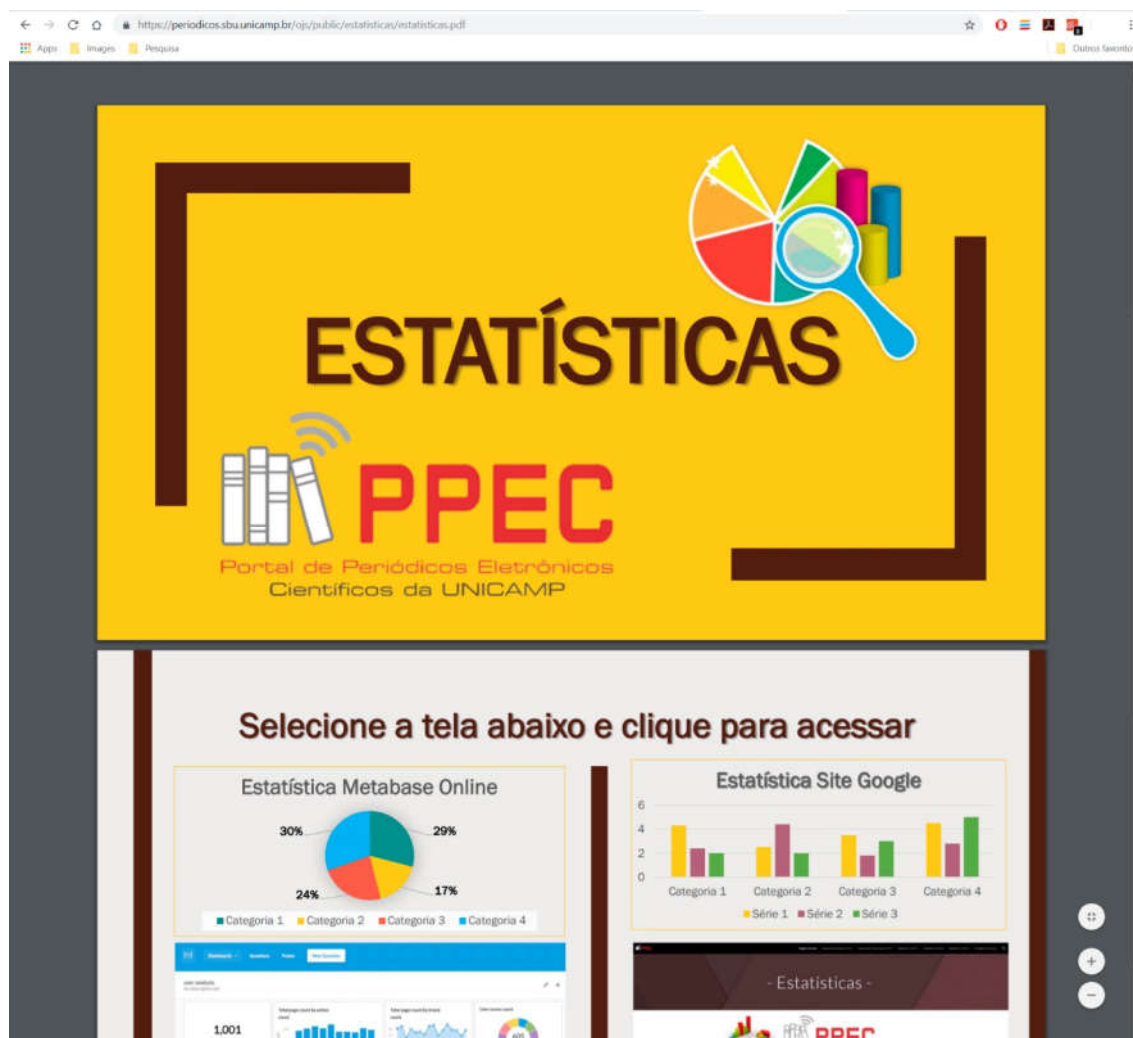 https://periodicos.sbu.unicamp.br/ojs/public/estatisticas/estatisticas.pdf
Apps Images Pesquisa Outros favorito
ESTATÍSTICAS
PPEC
Portal de Periódicos Eletrônicos
Científicos da UNICAMP
Selecione a tela abaixo e clique para acessar
Estatística Metabase Online
30% 29%
24% 17%
Categoria 1 Categoria 2 Categoria 3 Categoria 4
Estatística Site Google
6
4
2
0
Categoria 1 Categoria 2 Categoria 3 Categoria 4
Série 1 Série 2 Série 3
1,001
- Estatísticas -
PPEC